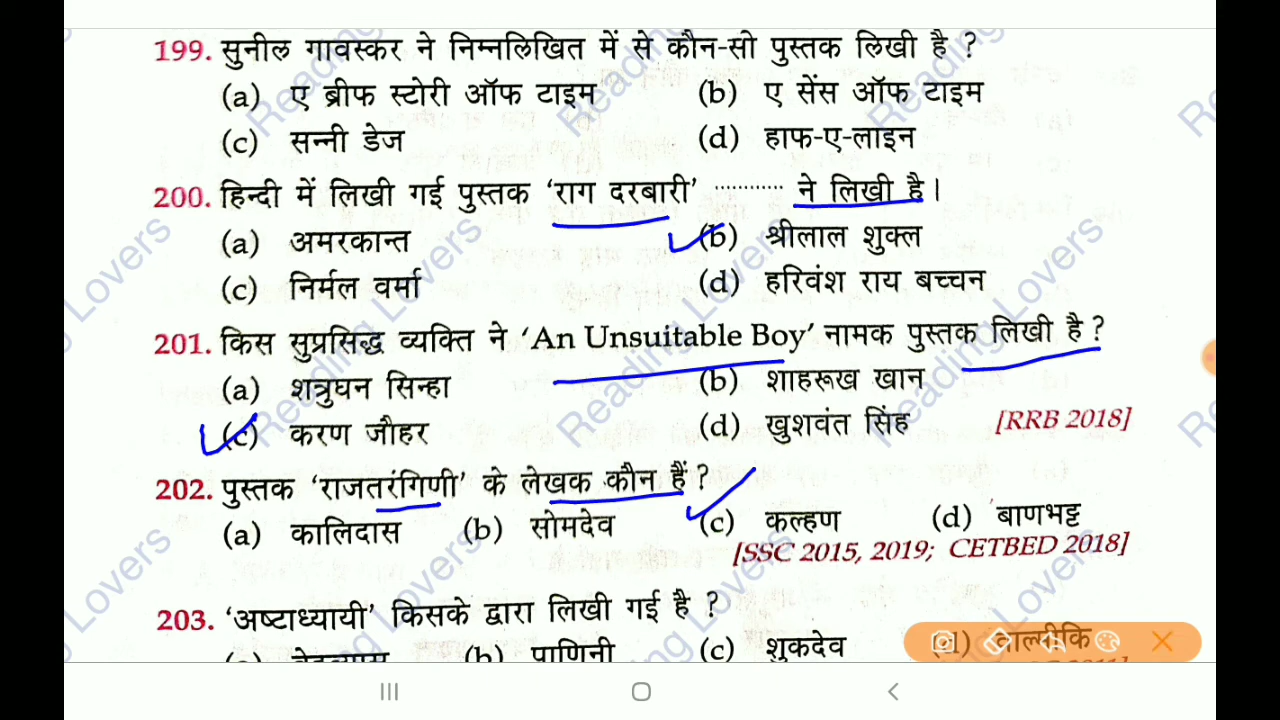 199. सुनील गावस्कर ने निम्नलिखित में से कौन-सी पुस्तक लिखी है ?
(a) ए ब्रीफ स्टोरी ऑफ टाइम (b) ए सेंस ऑफ टाइम
(c) सन्नी डेज (d) हाफ-ए-लाइन
200. हिन्दी में लिखी गई पुस्तक ‘राग दरबारी’ ············ ने लिखी है।
(a) अमरकान्त (b) श्रीलाल शुक्ल
(c) निर्मल वर्मा (d) हरिवंश राय बच्चन
201. किस सुप्रसिद्ध व्यक्ति ने ‘An Unsuitable Boy’ नामक पुस्तक लिखी है ?
(a) शत्रुघन सिन्हा (b) शाहरूख खान
(c) करण जौहर (d) खुशवंत सिंह [RRB 2018]
202. पुस्तक ‘राजतरंगिणी’ के लेखक कौन हैं ?
(a) कालिदास (b) सोमदेव (c) कल्हण (d) बाणभट्ट
[SSC 2015, 2019; CETBED 2018]
203. ‘अष्टाध्यायी’ किसके द्वारा लिखी गई है ?
(b) पाणिनी (c) शुकदेव (d) वाल्मीकि
Reading Lovers